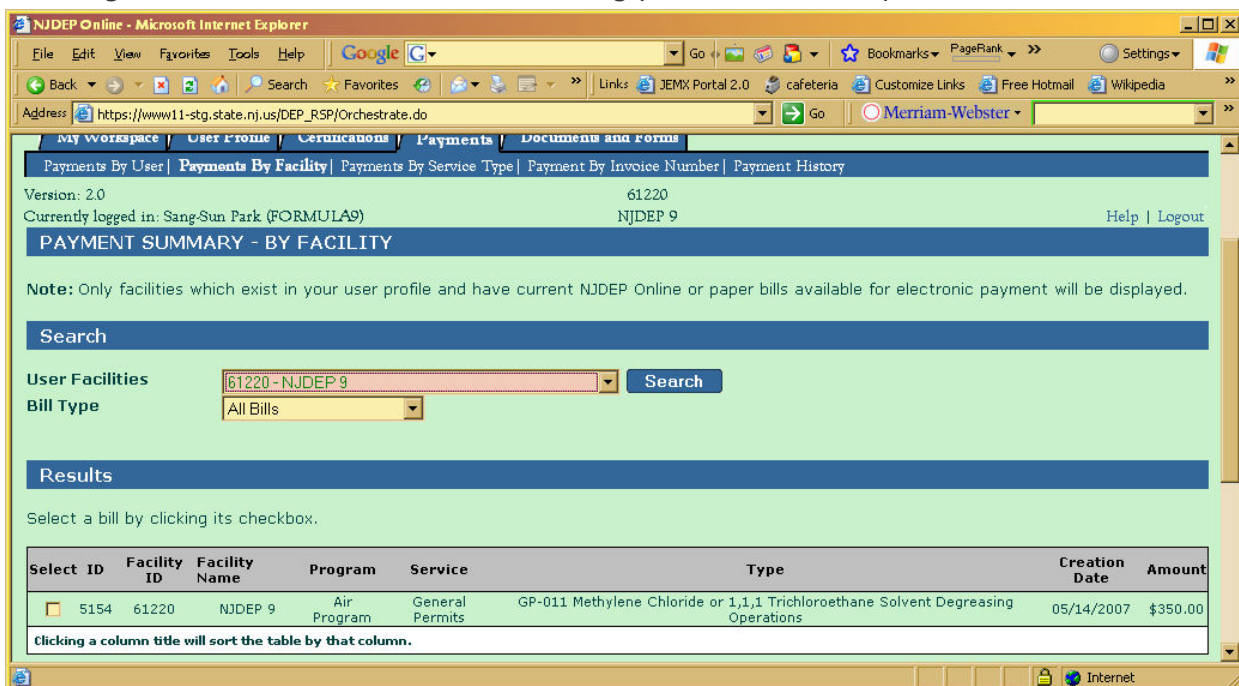 NJDEP Online - Microsoft Internet Explorer
File Edit View Favorites Tools Help Google G Go Bookmarks PageRank >> Settings
Back Search Favorites >> Links JEMX Portal 2.0 cafeteria Customize Links Free Hotmail Wikipedia >>
Address https://www11-stg.state.nj.us/DEP_RSP/Orchestrate.do Go Merriam-Webster >>
My Workspace User Profile Certifications Payments Documents and Forms
Payments By User| Payments By Facility| Payments By Service Type| Payment By Invoice Number| Payment History
Version: 2.0 61220
Currently logged in: Sang-Sun Park (FORMULA9) NJDEP 9 Help | Logout
PAYMENT SUMMARY - BY FACILITY
Note: Only facilities which exist in your user profile and have current NJDEP Online or paper bills available for electronic payment will be displayed.
Search
User Facilities 61220 - NJDEP 9 Search
Bill Type All Bills
Results
Select a bill by clicking its checkbox.
Select ID Facility ID Facility Name Program Service Type Creation Date Amount
5154 61220 NJDEP 9 Air Program General Permits GP-011 Methylene Chloride or 1,1,1 Trichloroethane Solvent Degreasing Operations 05/14/2007 $350.00
Clicking a column title will sort the table by that column.
Internet